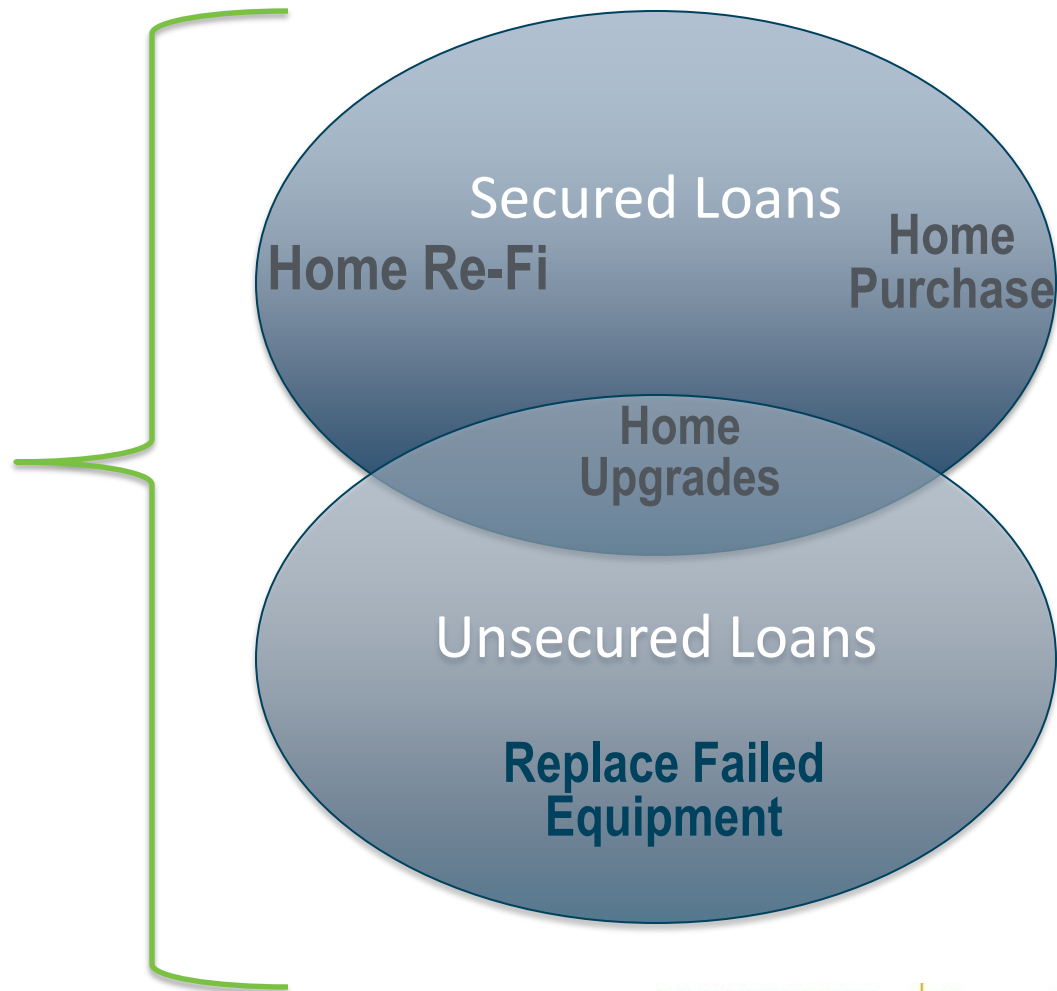 Secured Loans
Home Re-Fi
Home
Purchase
Home
Upgrades
Unsecured Loans
Replace Failed
Equipment